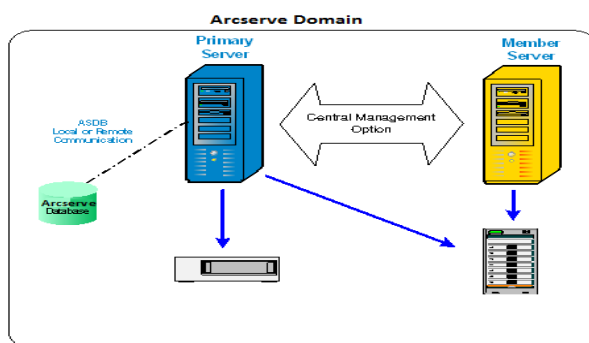 Arcserve Domain
Primary
Server
Member
Server
ASDB
Local or Remote
Communication
Central Management
Option
Arcserve
Database